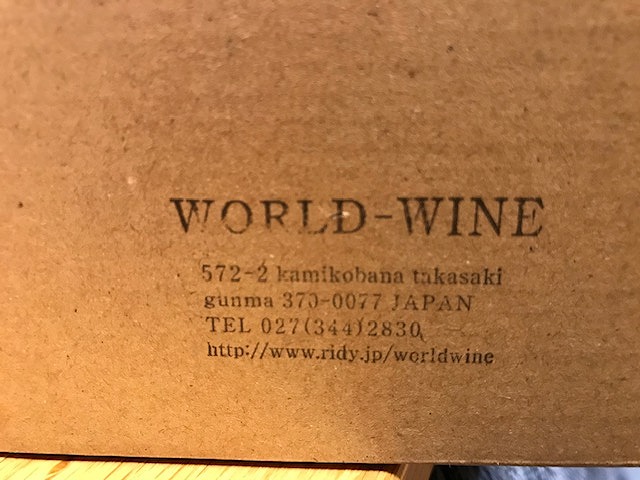 WORLD-WINE
572-2 kamikobana takasaki
gunma 370-0077 JAPAN
TEL 027(344)2830
http://www.ridy.jp/worldwine